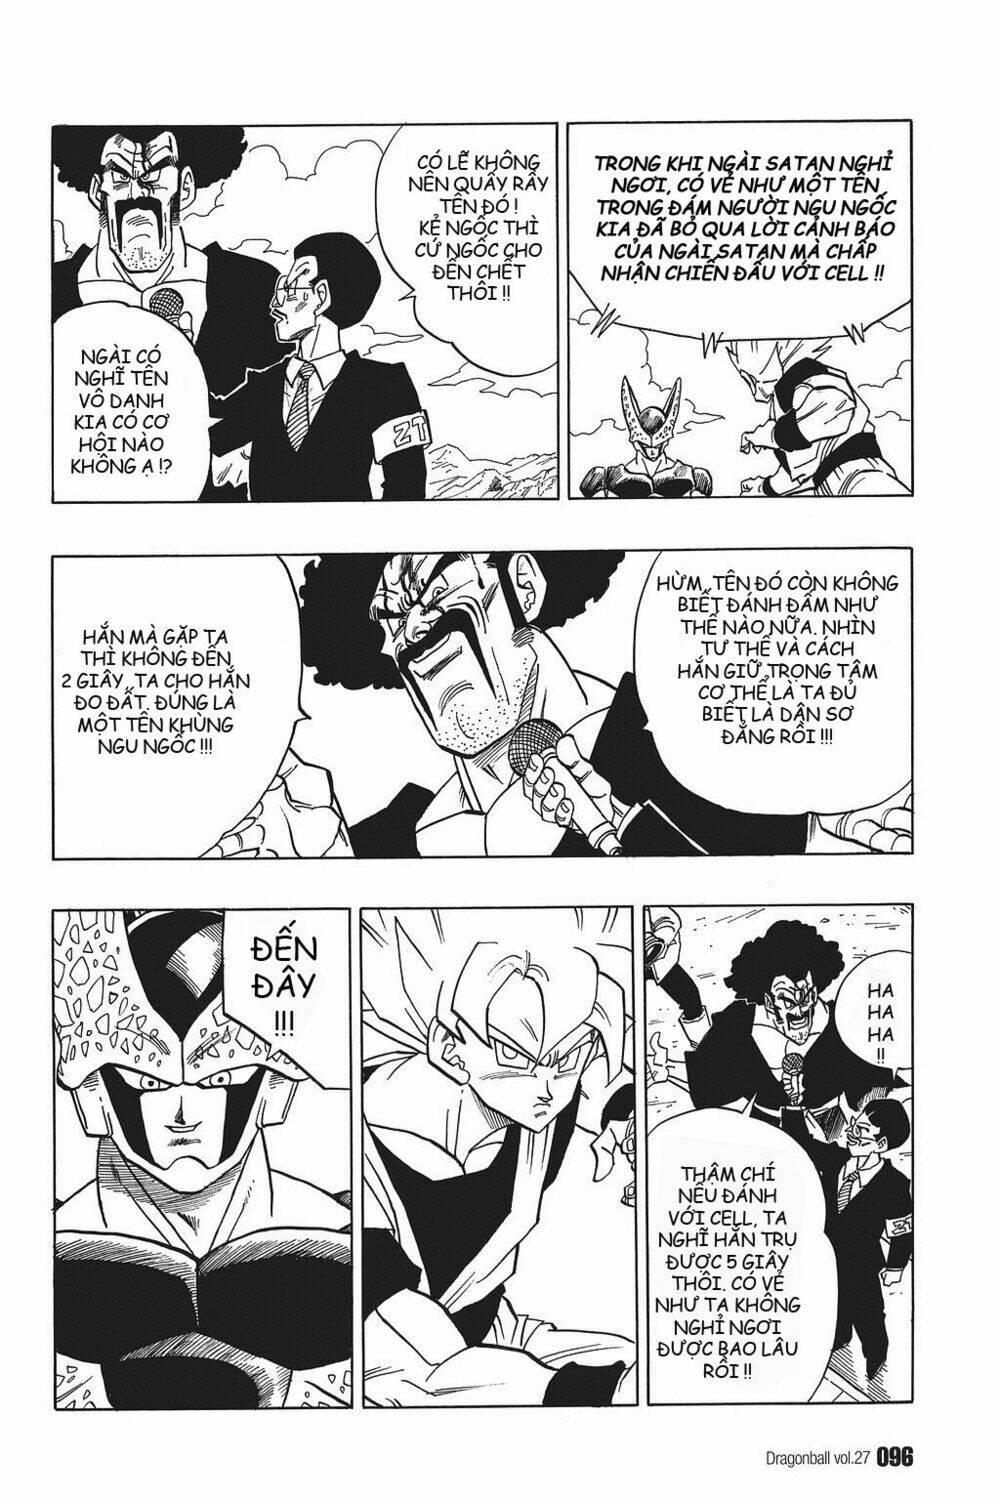 TRONG KHI NGÀI SATAN NGHỈ
NGƠI, CÓ VẺ NHƯ MỘT TÊN
TRONG ĐÁM NGƯỜI NGU NGỐC
KIA ĐÃ BỎ QUA LỜI CẢNH BÁO
CỦA NGÀI SATAN MÀ CHẤP
NHẬN CHIẾN ĐẤU VỚI CELL !!
CÓ LẼ KHÔNG
NÊN QUẤY RẦY
TÊN ĐÓ !
KẺ NGỐC THÌ
CỨ NGỐC CHO
ĐẾN CHẾT
THÔI !!
NGÀI CÓ
NGHĨ TÊN
VÔ DANH
KIA CÓ CƠ
HỘI NÀO
KHÔNG Ạ !?
ZT
HỪM, TÊN ĐÓ CÒN KHÔNG
BIẾT ĐÁNH ĐẤM NHƯ
THẾ NÀO NỮA. NHÌN
TƯ THẾ VÀ CÁCH
HẮN GIỮ TRỌNG TÂM
CƠ THỂ LÀ TA ĐỦ
BIẾT LÀ DÂN SƠ
ĐẲNG RỒI !!!
HẮN MÀ GẶP TA
THÌ KHÔNG ĐẾN
2 GIÂY, TA CHO HẮN
ĐO ĐẤT. ĐÚNG LÀ
MỘT TÊN KHÙNG
NGU NGỐC !!!
HA
HA
HA
!!
THẬM CHÍ
NẾU ĐÁNH
VỚI CELL, TA
NGHĨ HẮN TRỤ
ĐƯỢC 5 GIÂY
THÔI. CÓ VẺ
NHƯ TA KHÔNG
NGHỈ NGƠI
ĐƯỢC BAO LÂU
RỒI !!
ZT
ĐẾN
ĐÂY
!!!
Dragonball vol.27 096